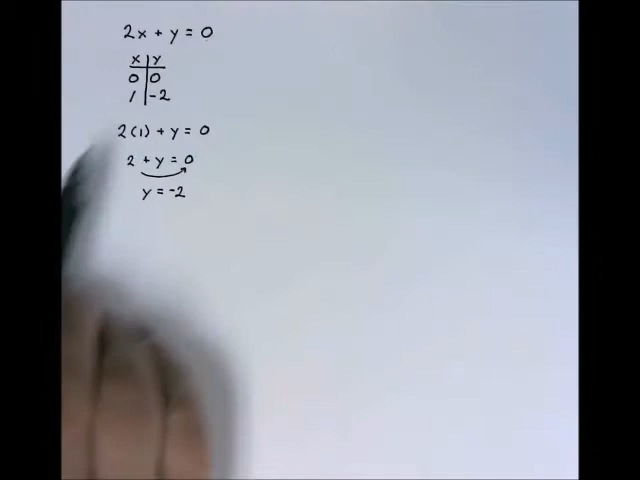 2x + y = 0
x | y
0 | 0
1 | -2
2(1) + y = 0
2 + y = 0
y = -2